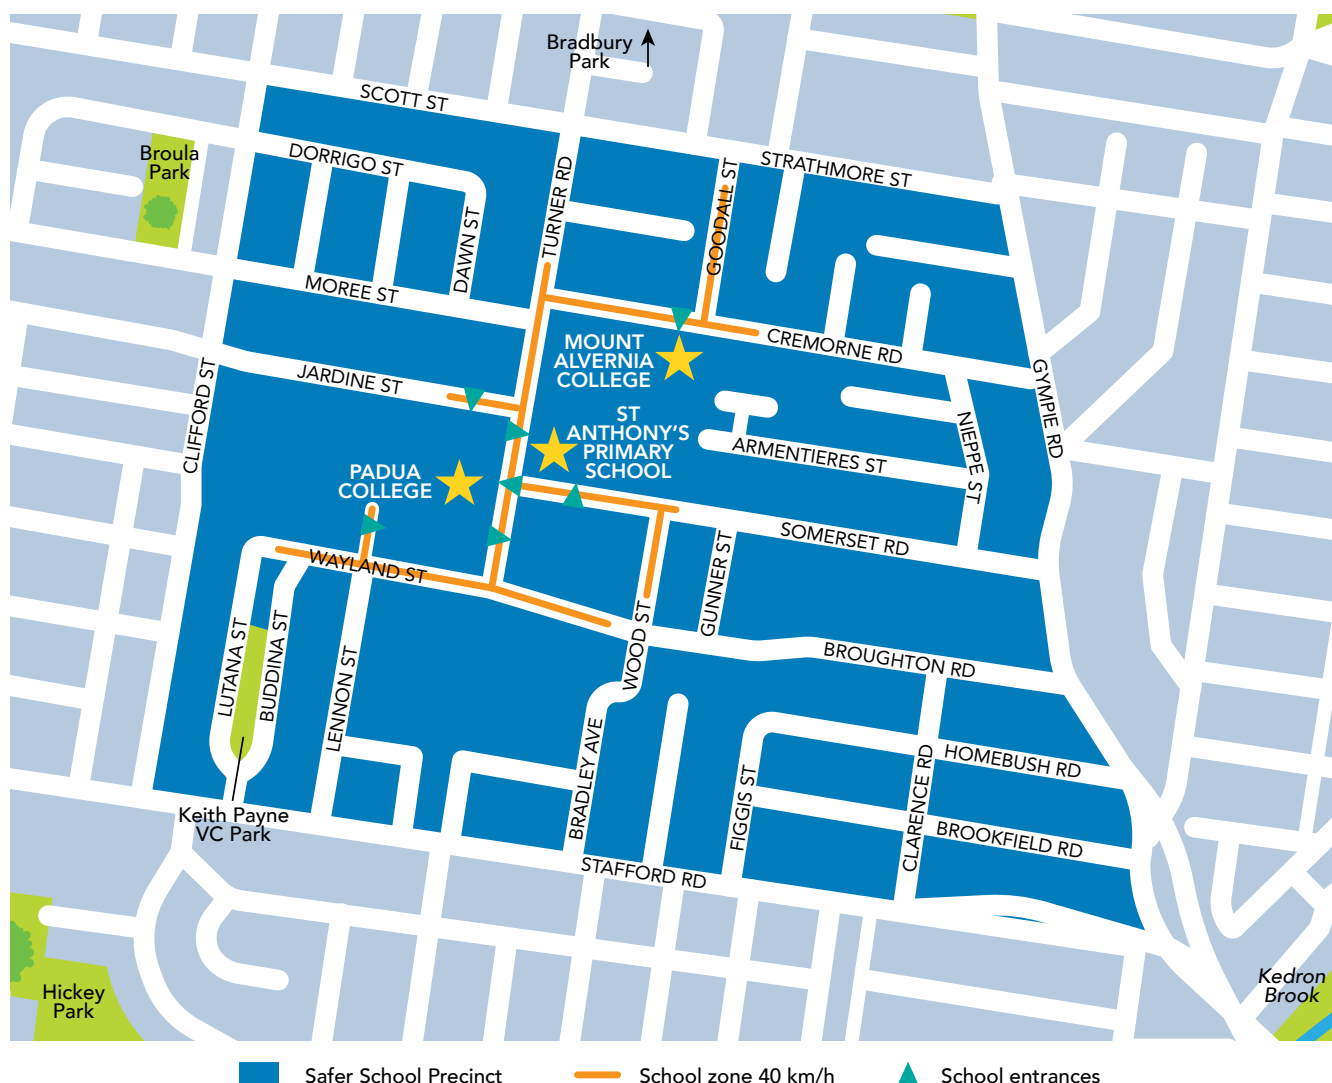 Bradbury
Park
SCOTT ST
STRATHMORE ST
Broula
Park
DORRIGO ST
TURNER RD
GOODALL ST
DAWN ST
MOREE ST
CREMORNE RD
MOUNT
ALVERNIA
COLLEGE
JARDINE ST
CLIFFORD ST
GYMPIE RD
ST
ANTHONY'S
PRIMARY
SCHOOL
NIEPPE ST
ARMENTIERES ST
PADUA
COLLEGE
SOMERSET RD
GUNNER ST
WAYLAND ST
WOOD ST
LUTANA ST
BUDDINA ST
LENNON ST
BROUGHTON RD
BRADLEY AVE
HOMEBUSH RD
FIGGIS ST
CLARENCE RD
BROOKFIELD RD
Keith Payne
VC Park
STAFFORD RD
Hickey
Park
Kedron
Brook
Safer School Precinct
School zone 40 km/h
School entrances